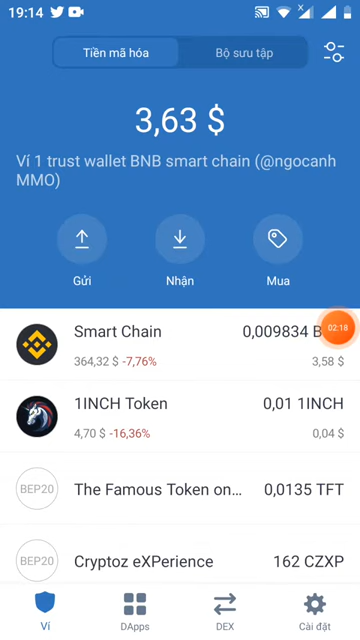 19:14
Tiền mã hóa
Bộ sưu tập
3,63 $
Ví 1 trust wallet BNB smart chain (@ngocanh
MMO)
Gửi
Nhận
Mua
Smart Chain
0,009834 B
02:18
364,32 $ -7,76%
3,58 $
1INCH Token
0,01 1INCH
4,70 $ -16,36%
0,04 $
BEP20
The Famous Token on...
0,0135 TFT
BEP20
Cryptoz eXPerience
162 CZXP
Ví
DApps
DEX
Cài đặt